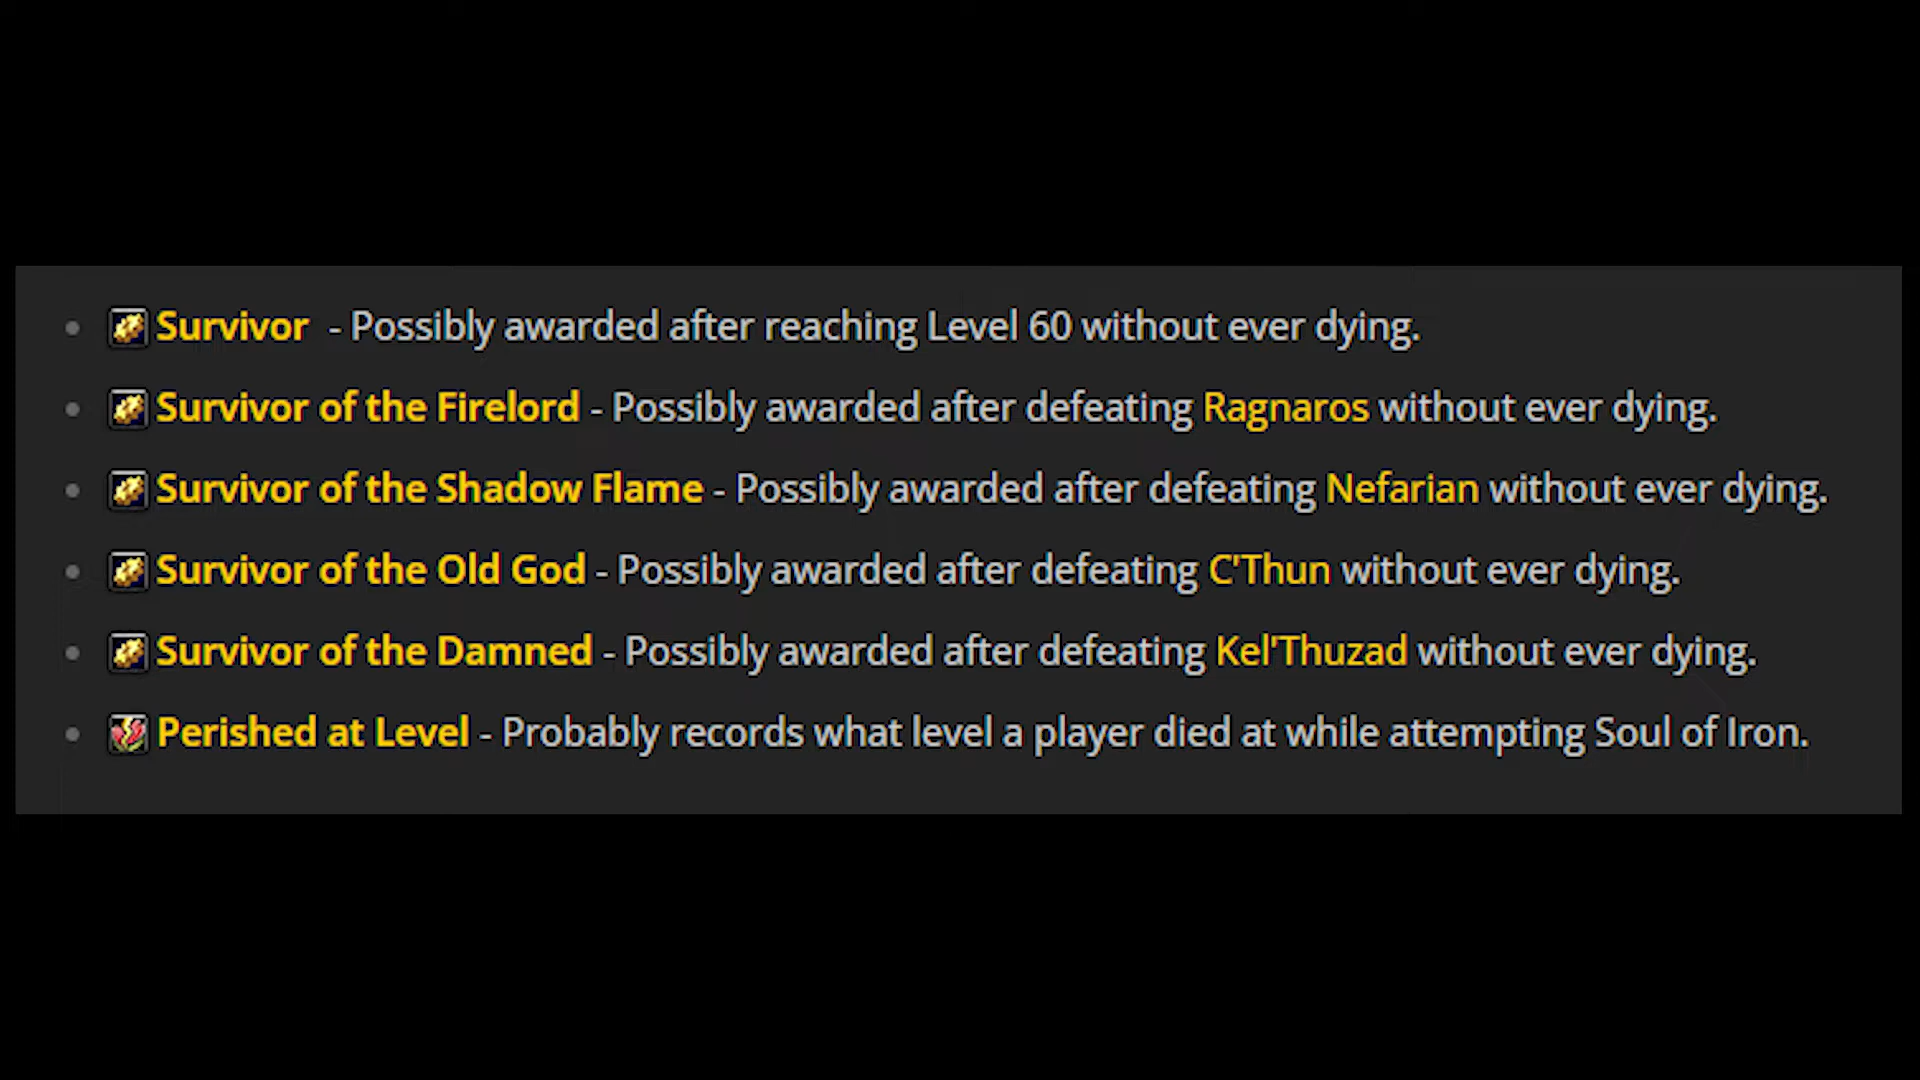 Survivor - Possibly awarded after reaching Level 60 without ever dying.
Survivor of the Firelord - Possibly awarded after defeating Ragnaros without ever dying.
Survivor of the Shadow Flame - Possibly awarded after defeating Nefarian without ever dying.
Survivor of the Old God - Possibly awarded after defeating C'Thun without ever dying.
Survivor of the Damned - Possibly awarded after defeating Kel'Thuzad without ever dying.
Perished at Level - Probably records what level a player died at while attempting Soul of Iron.